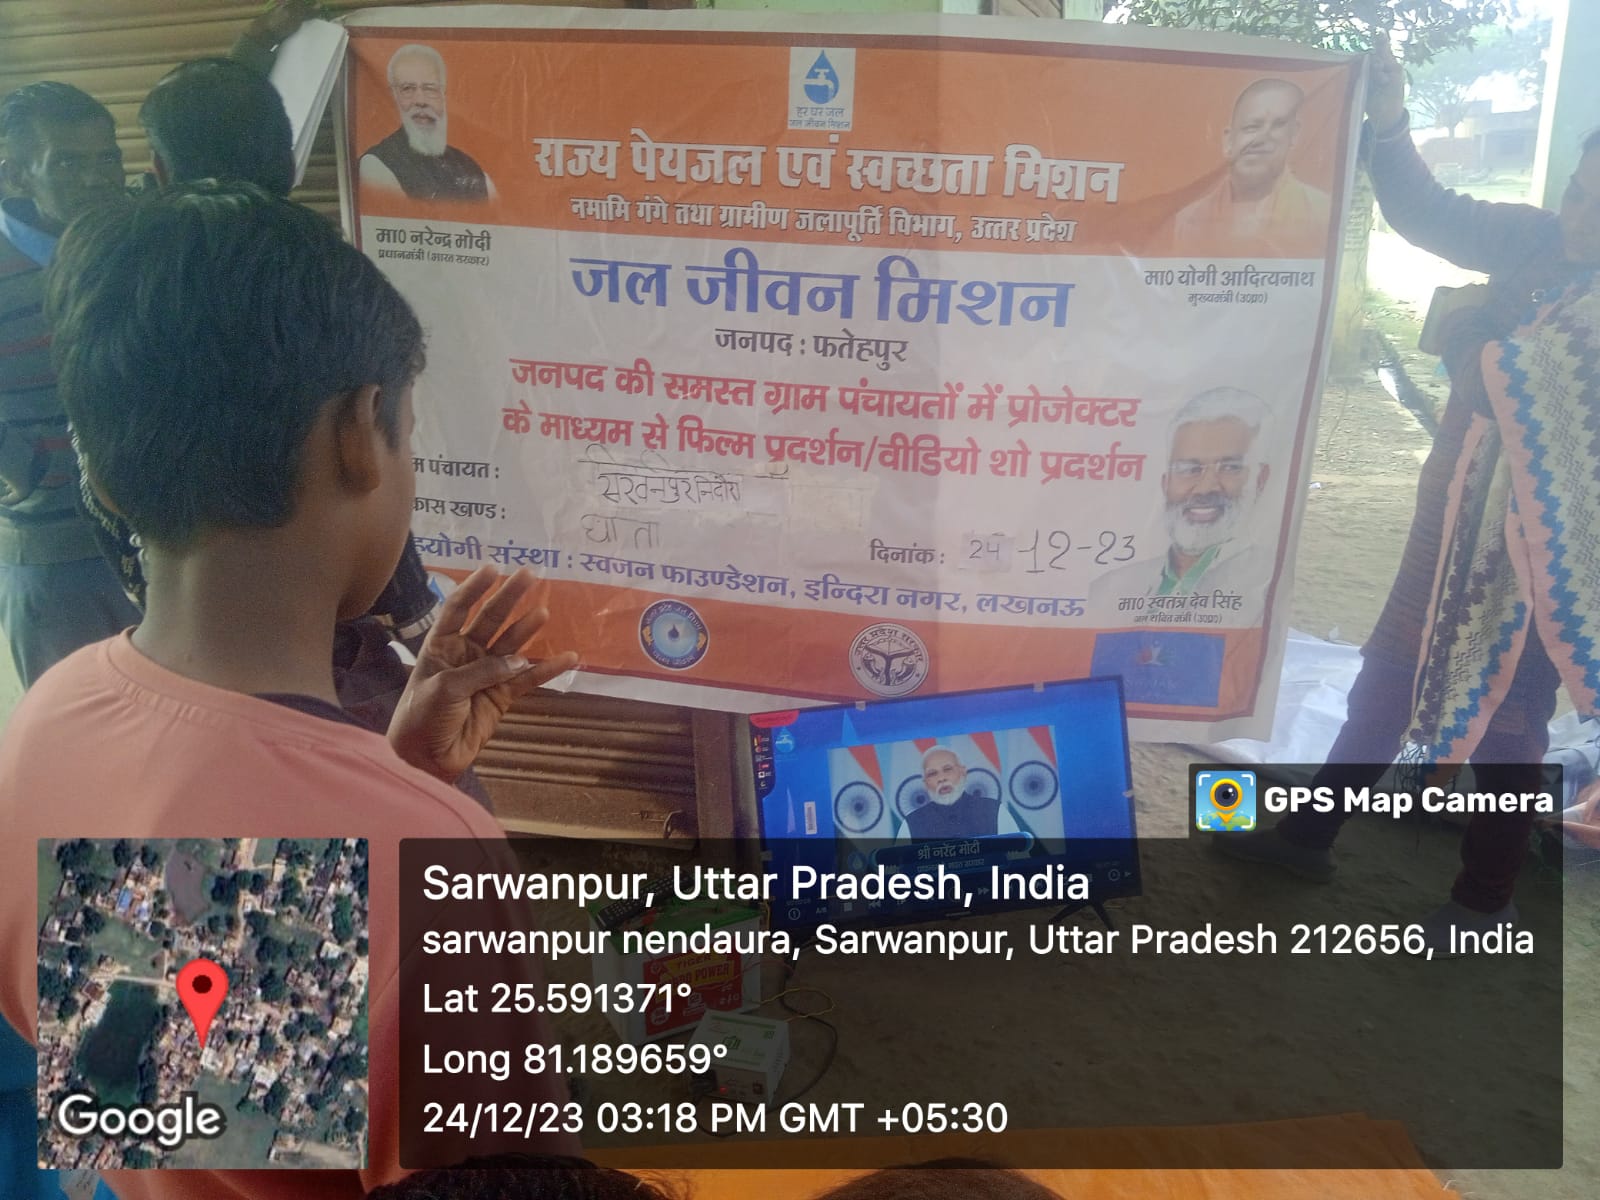 हर घर जल
जल जीवन मिशन
राज्य पेयजल एवं स्वच्छता मिशन
नमामि गंगे तथा ग्रामीण जलापूर्ति विभाग, उत्तर प्रदेश
मा० नरेन्द्र मोदी
प्रधानमंत्री (भारत सरकार)
मा० योगी आदित्यनाथ
मुख्यमंत्री (उ०प्र०)
जल जीवन मिशन
जनपद : फतेहपुर
जनपद की समस्त ग्राम पंचायतों में प्रोजेक्टर
के माध्यम से फिल्म प्रदर्शन/वीडियो शो प्रदर्शन
म पंचायत :
कास खण्ड :
दिनांक : 24-12-23
हयोगी संस्था : स्वजन फाउण्डेशन, इन्दिरा नगर, लखनऊ
मा० स्वतंत्र देव सिंह
जल शक्ति मंत्री (उ०प्र०)
श्री नरेंद्र मोदी
GPS Map Camera
Sarwanpur, Uttar Pradesh, India
sarwanpur nendaura, Sarwanpur, Uttar Pradesh 212656, India
Lat 25.591371°
Long 81.189659°
24/12/23 03:18 PM GMT +05:30
Google
TIGER
POWER